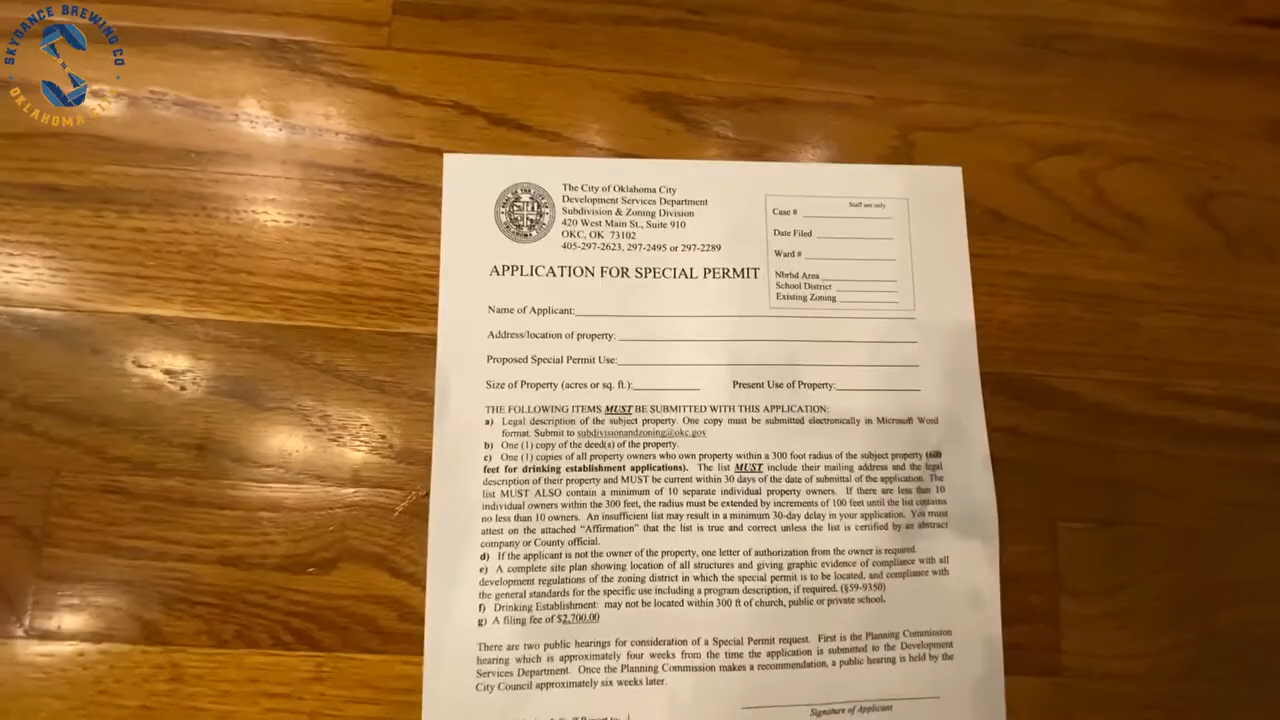 SKYDANCE BREWING CO
OKLAHOMA CITY
The City of Oklahoma City
Development Services Department
Subdivision & Zoning Division
420 West Main St., Suite 910
OKC, OK 73102
405-297-2623, 297-2495 or 297-2289
APPLICATION FOR SPECIAL PERMIT
Staff use only
Case #
Date Filed
Ward #
Nbrhd Area
School District
Existing Zoning
Name of Applicant:
Address/location of property:
Proposed Special Permit Use:
Size of Property (acres or sq. ft.): Present Use of Property:
THE FOLLOWING ITEMS MUST BE SUBMITTED WITH THIS APPLICATION:
a) Legal description of the subject property. One copy must be submitted electronically in Microsoft Word
format. Submit to subdivisionandzoning@okc.gov
b) One (1) copy of the deed(s) of the property.
c) One (1) copies of all property owners who own property within a 300 foot radius of the subject property (600
feet for drinking establishment applications). The list MUST include their mailing address and the legal
description of their property and MUST be current within 30 days of the date of submittal of the application. The
list MUST ALSO contain a minimum of 10 separate individual property owners. If there are less than 10
individual owners within the 300 feet, the radius must be extended by increments of 100 feet until the list contains
no less than 10 owners. An insufficient list may result in a minimum 30-day delay in your application. You must
attest on the attached “Affirmation” that the list is true and correct unless the list is certified by an abstract
company or County official.
d) If the applicant is not the owner of the property, one letter of authorization from the owner is required.
e) A complete site plan showing location of all structures and giving graphic evidence of compliance with all
development regulations of the zoning district in which the special permit is to be located, and compliance with
the general standards for the specific use including a program description, if required. (§59-9350)
f) Drinking Establishment: may not be located within 300 ft of church, public or private school.
g) A filing fee of $2,700.00
There are two public hearings for consideration of a Special Permit request. First is the Planning Commission
hearing which is approximately four weeks from the time the application is submitted to the Development
Services Department. Once the Planning Commission makes a recommendation, a public hearing is held by the
City Council approximately six weeks later.
Signature of Applicant